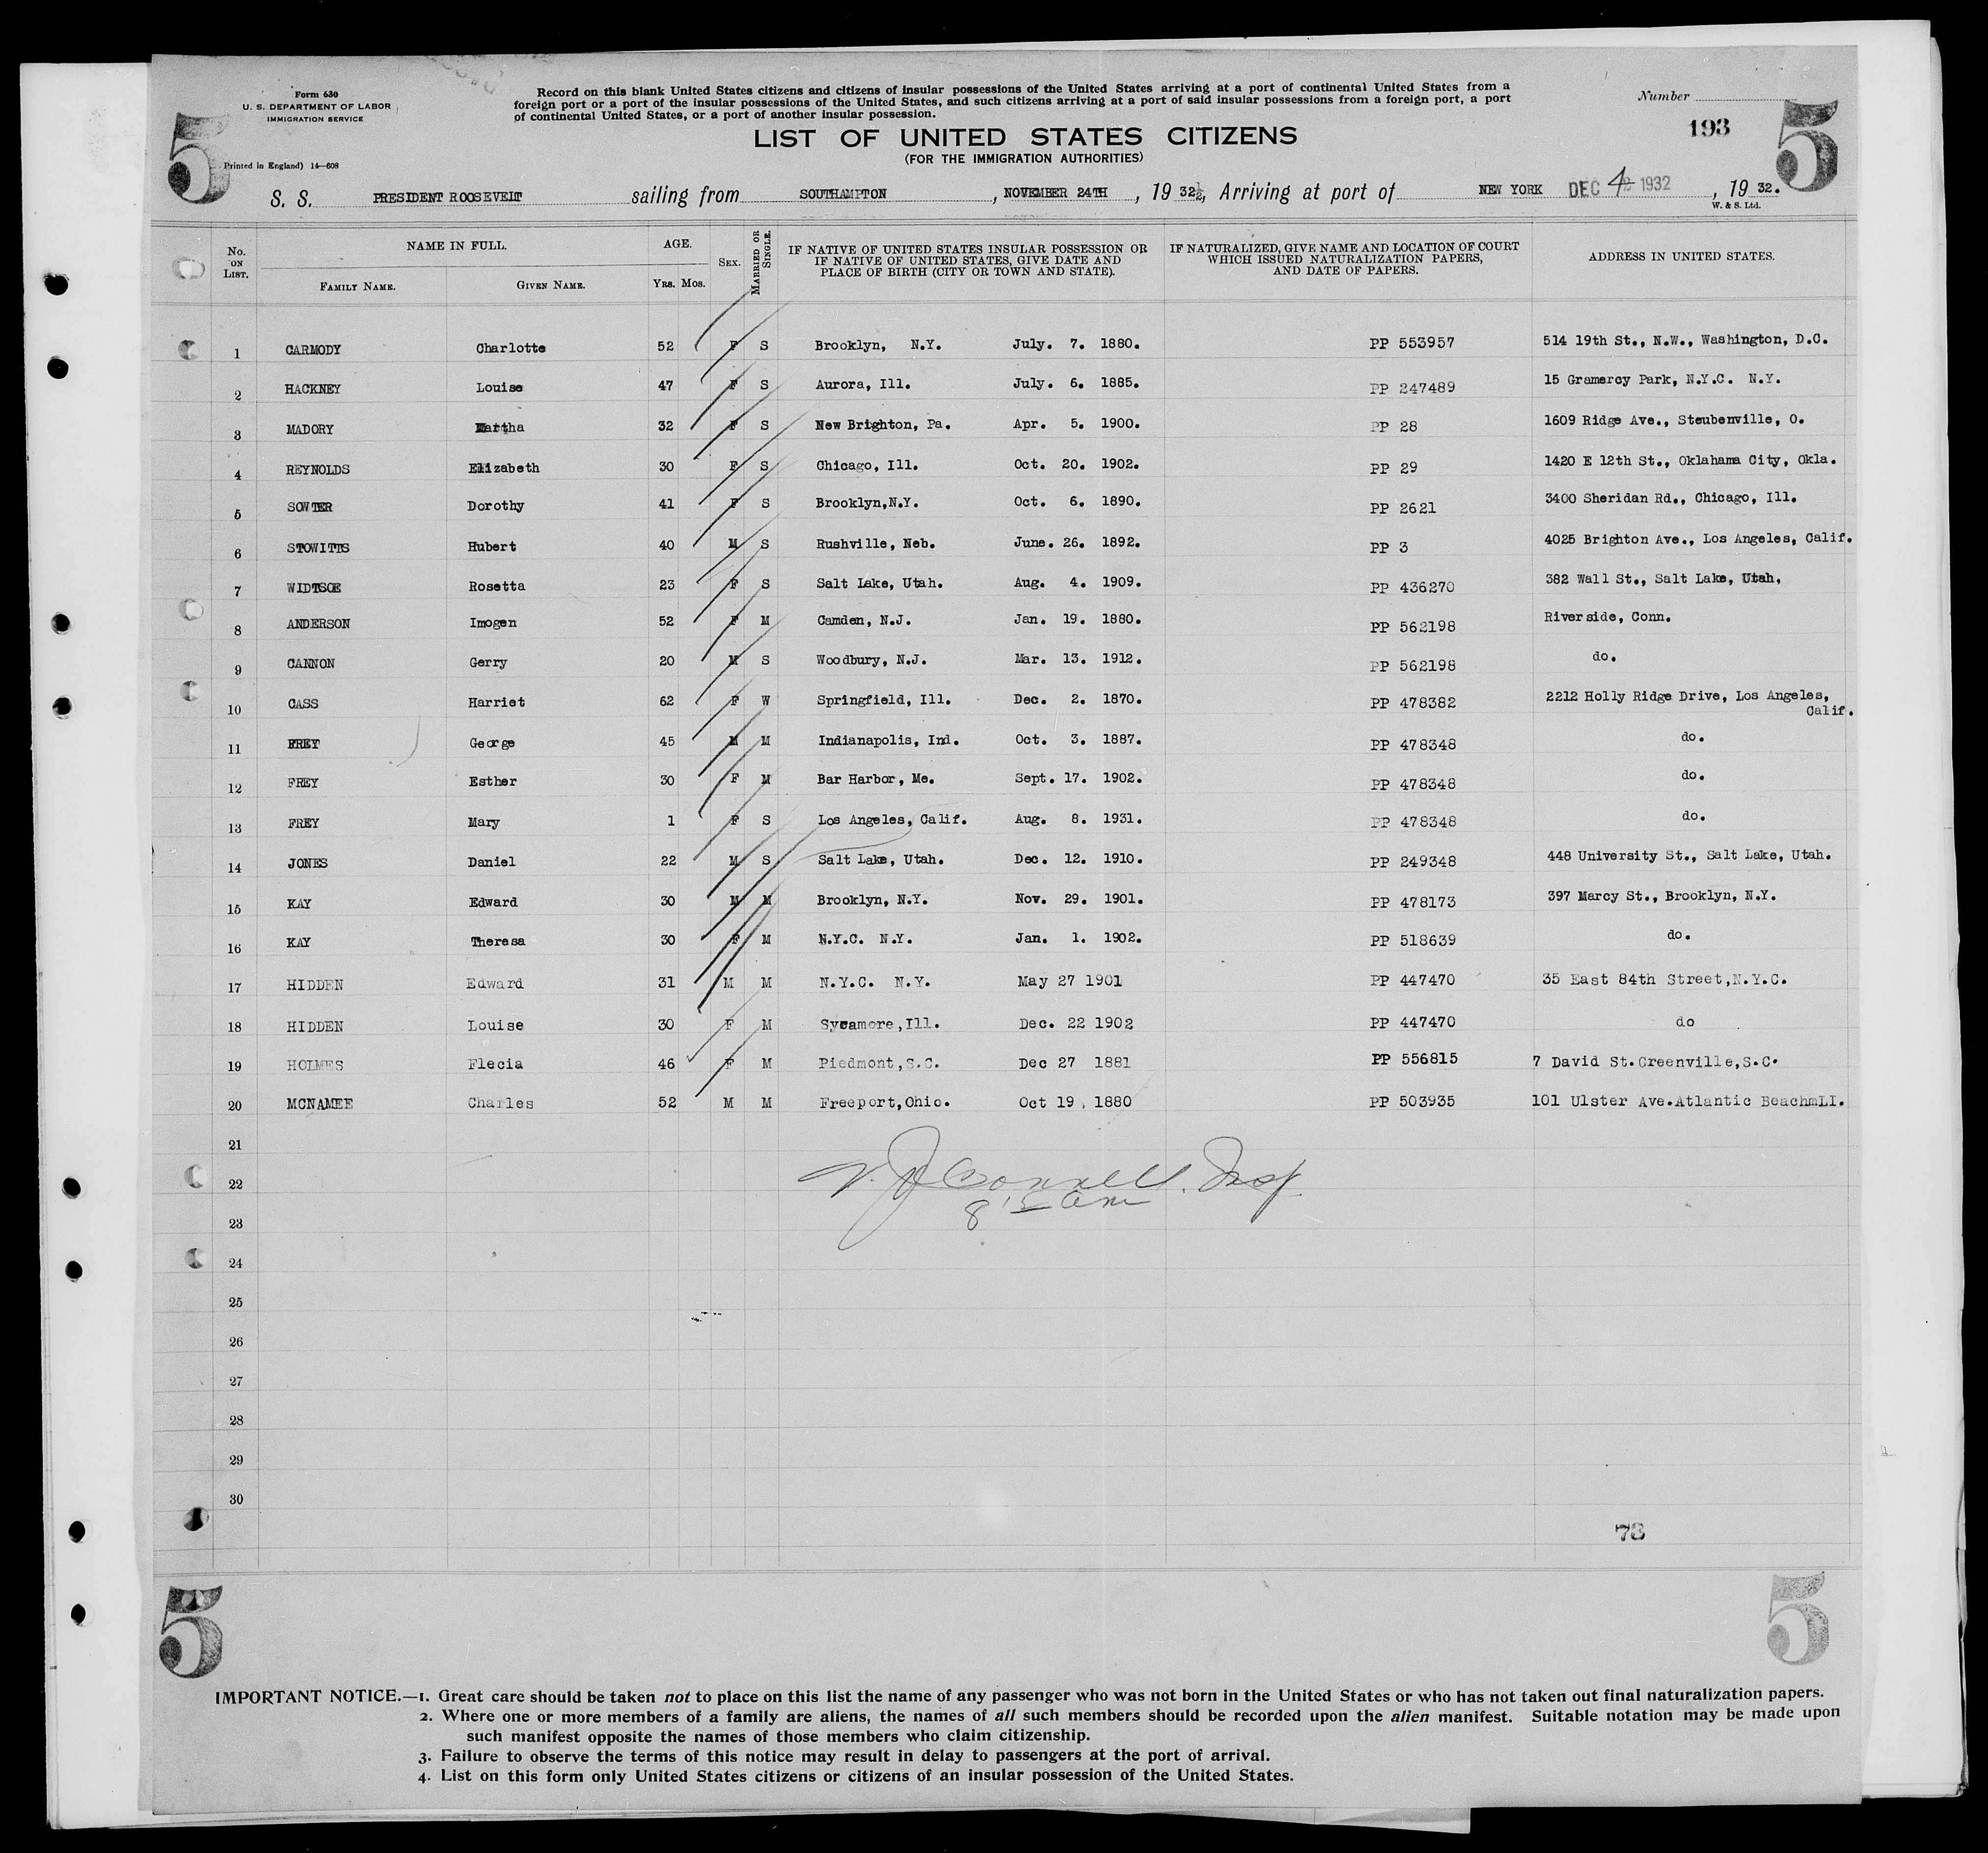 Form 630
U. S. DEPARTMENT OF LABOR
IMMIGRATION SERVICE
Printed in England) 14—608
Record on this blank United States citizens and citizens of insular possessions of the United States arriving at a port of continental United States from a
foreign port or a port of the insular possessions of the United States, and such citizens arriving at a port of said insular possessions from a foreign port, a port
of continental United States, or a port of another insular possession.
Number
193
5 5
LIST OF UNITED STATES CITIZENS
(FOR THE IMMIGRATION AUTHORITIES)
S. S. PRESIDENT ROOSEVELT sailing from SOUTHAMPTON, NOVEMBER 24TH, 19 32, Arriving at port of NEW YORK DEC 4 1932, 19 32.
W. & S. Ltd.
No. ON LIST. NAME IN FULL. FAMILY NAME. GIVEN NAME. AGE. YRS. MOS. SEX. MARRIED OR SINGLE. IF NATIVE OF UNITED STATES INSULAR POSSESSION OR IF NATIVE OF UNITED STATES, GIVE DATE AND PLACE OF BIRTH (CITY OR TOWN AND STATE). IF NATURALIZED, GIVE NAME AND LOCATION OF COURT WHICH ISSUED NATURALIZATION PAPERS, AND DATE OF PAPERS. ADDRESS IN UNITED STATES.
1 CARMODY Charlotte 52 F S Brooklyn, N.Y. July. 7. 1880. PP 553957 514 19th St., N.W., Washington, D.C.
2 HACKNEY Louise 47 F S Aurora, Ill. July. 6. 1885. PP 247489 15 Gramercy Park, N.Y.C. N.Y.
3 MADORY Martha 32 F S New Brighton, Pa. Apr. 5. 1900. PP 28 1609 Ridge Ave., Steubenville, O.
4 REYNOLDS Elizabeth 30 F S Chicago, Ill. Oct. 20. 1902. PP 29 1420 E 12th St., Oklahama City, Okla.
5 SOWTER Dorothy 41 F S Brooklyn,N.Y. Oct. 6. 1890. PP 2621 3400 Sheridan Rd., Chicago, Ill.
6 STOWITTS Hubert 40 M S Rushville, Neb. June. 26. 1892. PP 3 4025 Brighton Ave., Los Angeles, Calif.
7 WIDTSOE Rosetta 23 F S Salt Lake, Utah. Aug. 4. 1909. PP 436270 382 Wall St., Salt Lake, Utah,
8 ANDERSON Imogen 52 F M Camden, N.J. Jan. 19. 1880. PP 562198 Riverside, Conn.
9 CANNON Gerry 20 M S Woodbury, N.J. Mar. 13. 1912. PP 562198 do.
10 CASS Harriet 62 F W Springfield, Ill. Dec. 2. 1870. PP 478382 2212 Holly Ridge Drive, Los Angeles,
Calif.
11 FREY George 45 M M Indianapolis, Ind. Oct. 3. 1887. PP 478348 do.
12 FREY Esther 30 F M Bar Harbor, Me. Sept. 17. 1902. PP 478348 do.
13 FREY Mary 1 F S Los Angeles, Calif. Aug. 8. 1931. PP 478348 do.
14 JONES Daniel 22 M S Salt Lake, Utah. Dec. 12. 1910. PP 249348 448 University St., Salt Lake, Utah.
15 KAY Edward 30 M M Brooklyn, N.Y. Nov. 29. 1901. PP 478173 397 Marcy St., Brooklyn, N.Y.
16 KAY Theresa 30 F M N.Y.C. N.Y. Jan. 1. 1902. PP 518639 do.
17 HIDDEN Edward 31 M M N.Y.C. N.Y. May 27 1901 PP 447470 35 East 84th Street,N.Y.C.
18 HIDDEN Louise 30 F M Sycamore,Ill. Dec. 22 1902 PP 447470 do
19 HOLMES Flecia 46 F M Piedmont,S.C. Dec 27 1881 PP 556815 7 David St.Greenville,S.C.
20 MCNAMEE Charles 52 M M Freeport,Ohio. Oct 19, 1880 PP 503935 101 Ulster Ave.Atlantic BeachmLI.
21
22
23
24
25
26
27
28
29
30
78
5 5
IMPORTANT NOTICE.—1. Great care should be taken not to place on this list the name of any passenger who was not born in the United States or who has not taken out final naturalization papers.
2. Where one or more members of a family are aliens, the names of all such members should be recorded upon the alien manifest. Suitable notation may be made upon
such manifest opposite the names of those members who claim citizenship.
3. Failure to observe the terms of this notice may result in delay to passengers at the port of arrival.
4. List on this form only United States citizens or citizens of an insular possession of the United States.